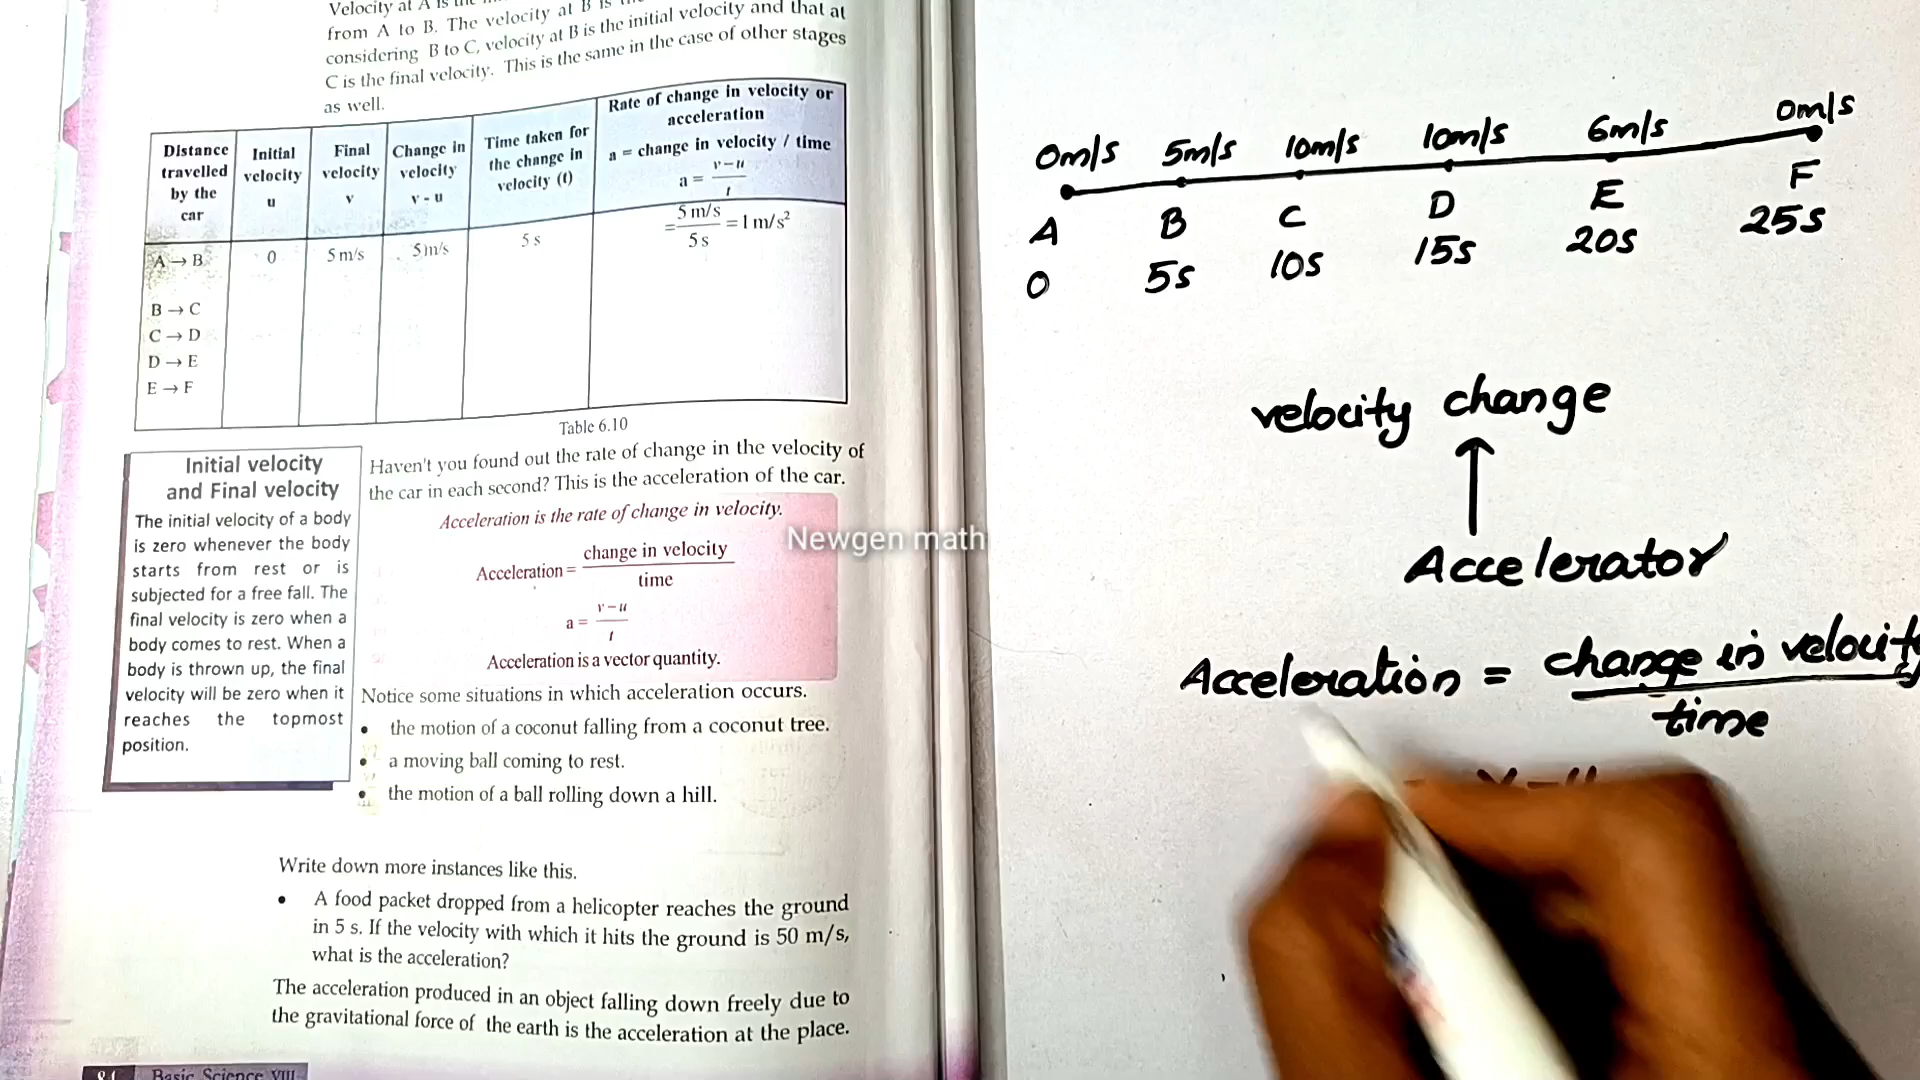 Velocity at A is the
from A to B. The velocity at B is
considering B to C, velocity at B is the initial velocity and that at
C is the final velocity. This is the same in the case of other stages
as well.
Distance travelled by the car
Initial velocity u
Final velocity v
Change in velocity v - u
Time taken for the change in velocity (t)
Rate of change in velocity or acceleration
a = change in velocity / time
a = v-u / t
A → B 0 5 m/s 5 m/s 5 s = 5 m/s / 5 s = 1 m/s²
B → C
C → D
D → E
E → F
Table 6.10
Initial velocity
and Final velocity
The initial velocity of a body
is zero whenever the body
starts from rest or is
subjected for a free fall. The
final velocity is zero when a
body comes to rest. When a
body is thrown up, the final
velocity will be zero when it
reaches the topmost
position.
Haven't you found out the rate of change in the velocity of
the car in each second? This is the acceleration of the car.
Acceleration is the rate of change in velocity.
Acceleration = change in velocity / time
a = v-u / t
Acceleration is a vector quantity.
Notice some situations in which acceleration occurs.
• the motion of a coconut falling from a coconut tree.
• a moving ball coming to rest.
• the motion of a ball rolling down a hill.
Write down more instances like this.
• A food packet dropped from a helicopter reaches the ground
in 5 s. If the velocity with which it hits the ground is 50 m/s,
what is the acceleration?
The acceleration produced in an object falling down freely due to
the gravitational force of the earth is the acceleration at the place.
Basic Science VIII
Newgen math
0m/s 5m/s 10m/s 10m/s 6m/s 0m/s
A B C D E F
0 5s 10s 15s 20s 25s
velocity change
Accelerator
Acceleration = change in velocity
time
v-u